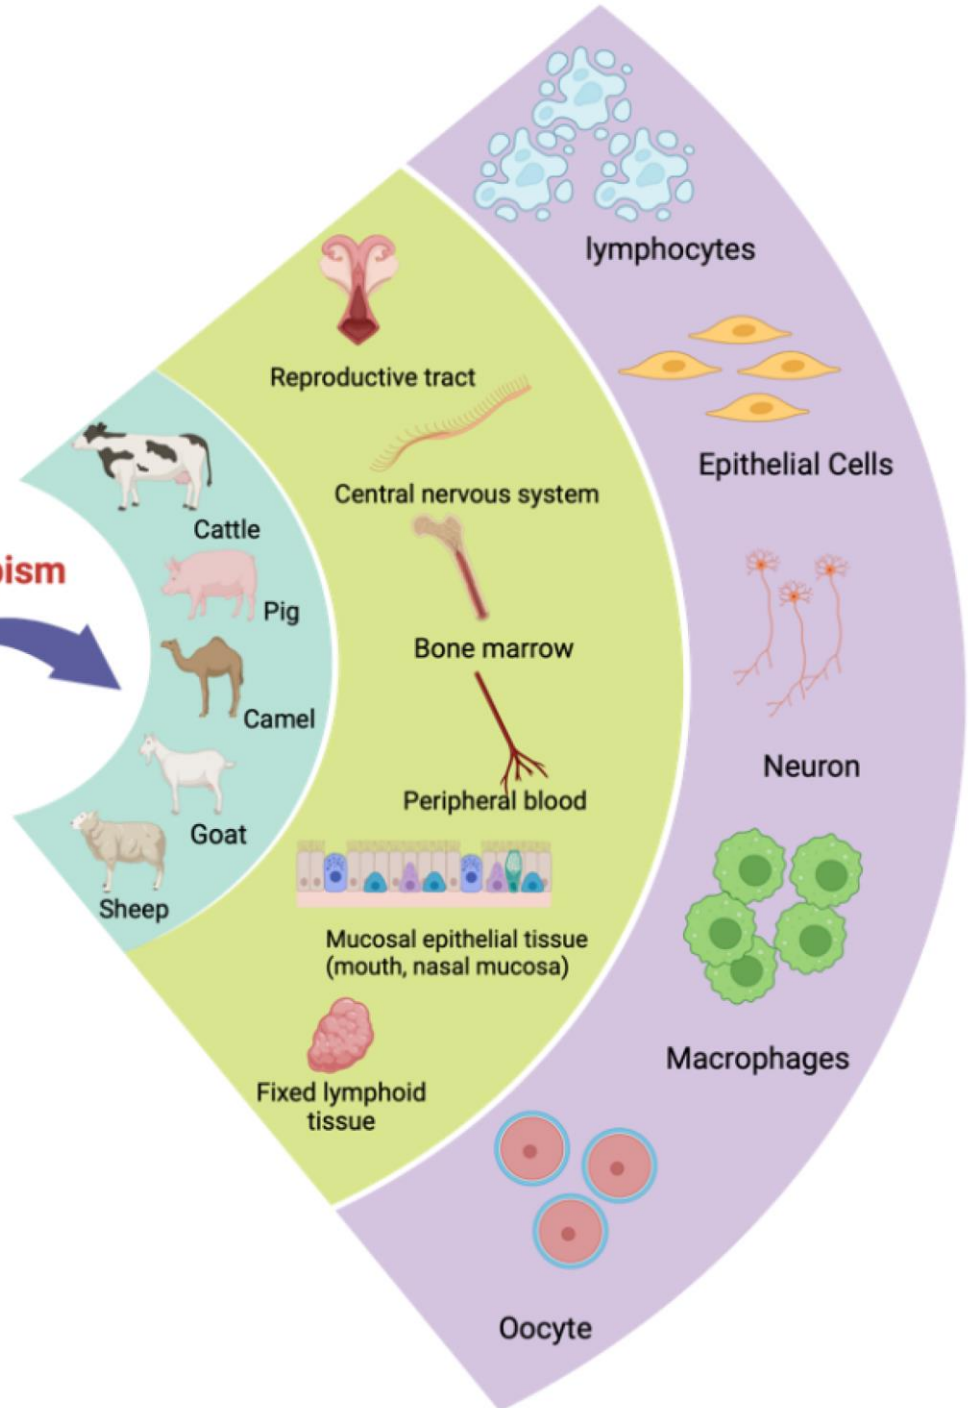 ism
Cattle
Pig
Camel
Goat
Sheep
Reproductive tract
Central nervous system
Bone marrow
Peripheral blood
Mucosal epithelial tissue
(mouth, nasal mucosa)
Fixed lymphoid
tissue
lymphocytes
Epithelial Cells
Neuron
Macrophages
Oocyte